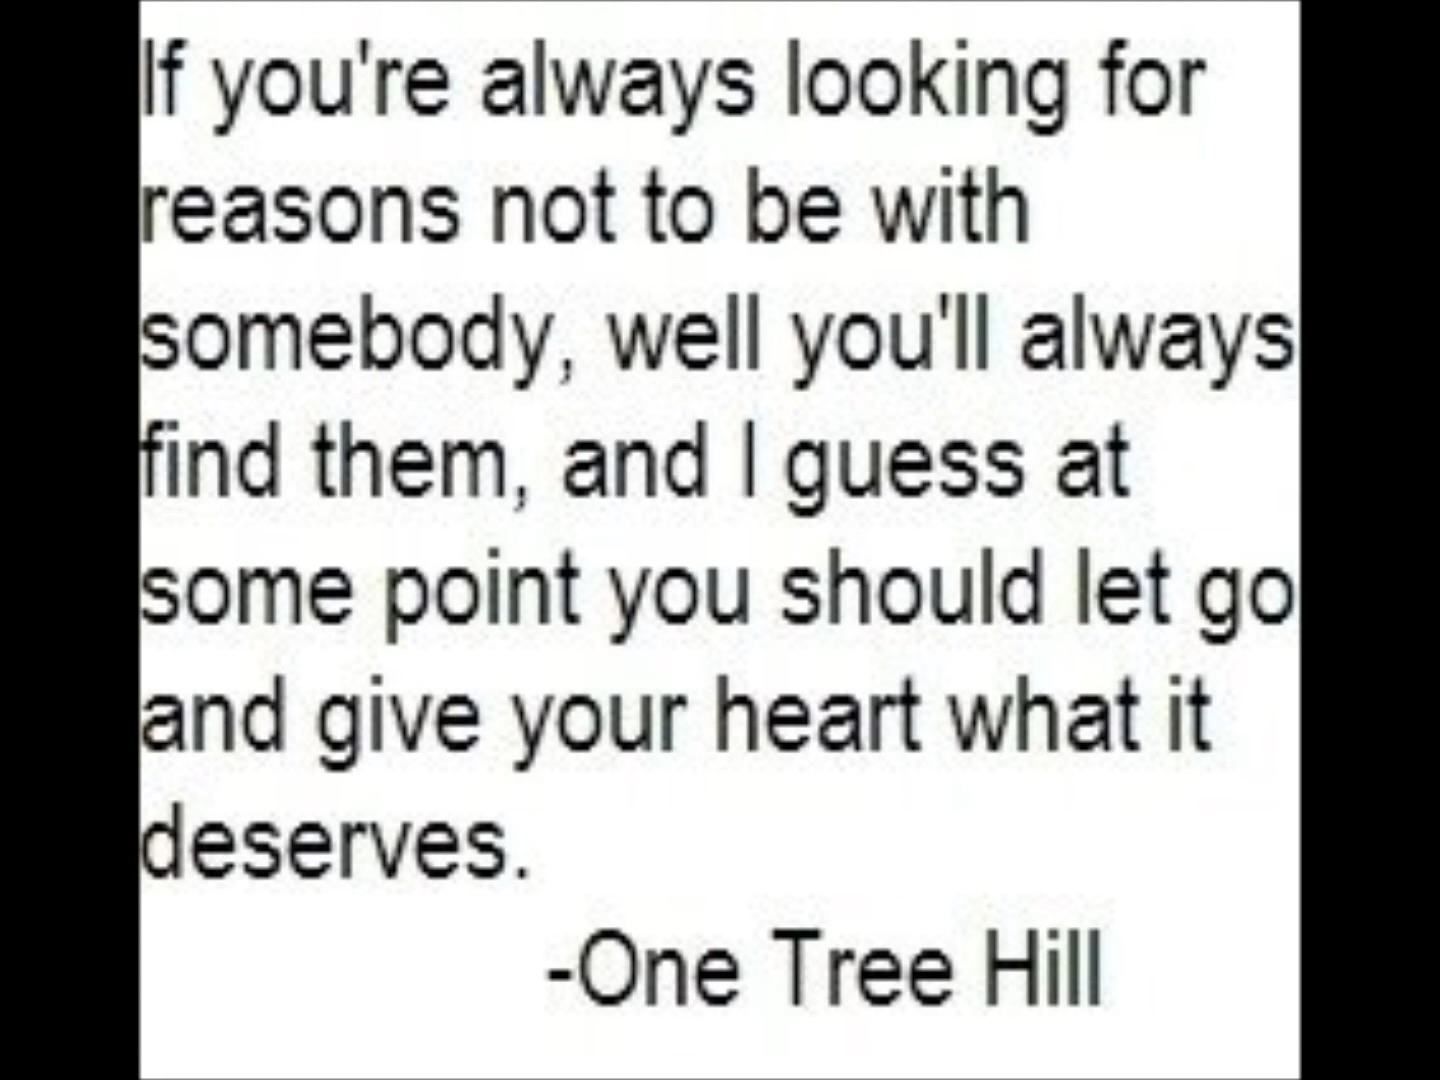 If you're always looking for
reasons not to be with
somebody, well you'll always
find them, and I guess at
some point you should let go
and give your heart what it
deserves.
-One Tree Hill